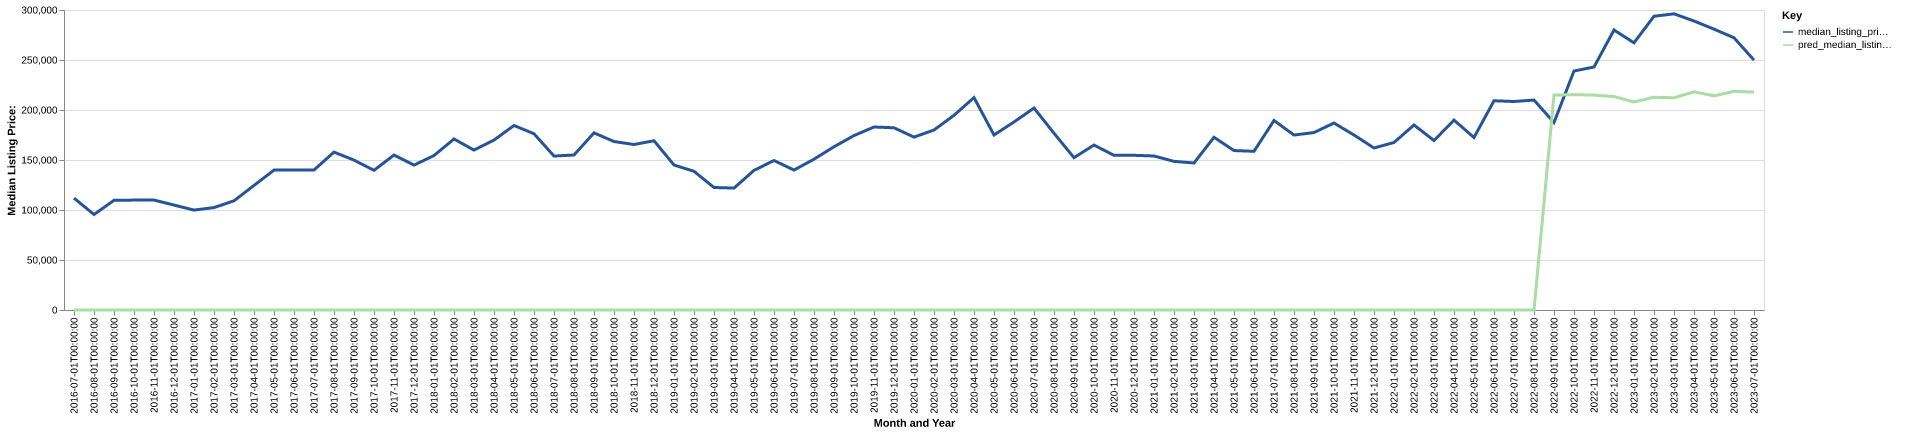 300,000
250,000
200,000
150,000
100,000
50,000
0
Median Listing Price:
2016-07-01T00:00:00
2016-08-01T00:00:00
2016-09-01T00:00:00
2016-10-01T00:00:00
2016-11-01T00:00:00
2016-12-01T00:00:00
2017-01-01T00:00:00
2017-02-01T00:00:00
2017-03-01T00:00:00
2017-04-01T00:00:00
2017-05-01T00:00:00
2017-06-01T00:00:00
2017-07-01T00:00:00
2017-08-01T00:00:00
2017-09-01T00:00:00
2017-10-01T00:00:00
2017-11-01T00:00:00
2017-12-01T00:00:00
2018-01-01T00:00:00
2018-02-01T00:00:00
2018-03-01T00:00:00
2018-04-01T00:00:00
2018-05-01T00:00:00
2018-06-01T00:00:00
2018-07-01T00:00:00
2018-08-01T00:00:00
2018-09-01T00:00:00
2018-10-01T00:00:00
2018-11-01T00:00:00
2018-12-01T00:00:00
2019-01-01T00:00:00
2019-02-01T00:00:00
2019-03-01T00:00:00
2019-04-01T00:00:00
2019-05-01T00:00:00
2019-06-01T00:00:00
2019-07-01T00:00:00
2019-08-01T00:00:00
2019-09-01T00:00:00
2019-10-01T00:00:00
2019-11-01T00:00:00
2019-12-01T00:00:00
2020-01-01T00:00:00
2020-02-01T00:00:00
2020-03-01T00:00:00
2020-04-01T00:00:00
2020-05-01T00:00:00
2020-06-01T00:00:00
2020-07-01T00:00:00
2020-08-01T00:00:00
2020-09-01T00:00:00
2020-10-01T00:00:00
2020-11-01T00:00:00
2020-12-01T00:00:00
2021-01-01T00:00:00
2021-02-01T00:00:00
2021-03-01T00:00:00
2021-04-01T00:00:00
2021-05-01T00:00:00
2021-06-01T00:00:00
2021-07-01T00:00:00
2021-08-01T00:00:00
2021-09-01T00:00:00
2021-10-01T00:00:00
2021-11-01T00:00:00
2021-12-01T00:00:00
2022-01-01T00:00:00
2022-02-01T00:00:00
2022-03-01T00:00:00
2022-04-01T00:00:00
2022-05-01T00:00:00
2022-06-01T00:00:00
2022-07-01T00:00:00
2022-08-01T00:00:00
2022-09-01T00:00:00
2022-10-01T00:00:00
2022-11-01T00:00:00
2022-12-01T00:00:00
2023-01-01T00:00:00
2023-02-01T00:00:00
2023-03-01T00:00:00
2023-04-01T00:00:00
2023-05-01T00:00:00
2023-06-01T00:00:00
2023-07-01T00:00:00
Month and Year
Key
median_listing_pri…
pred_median_listin…